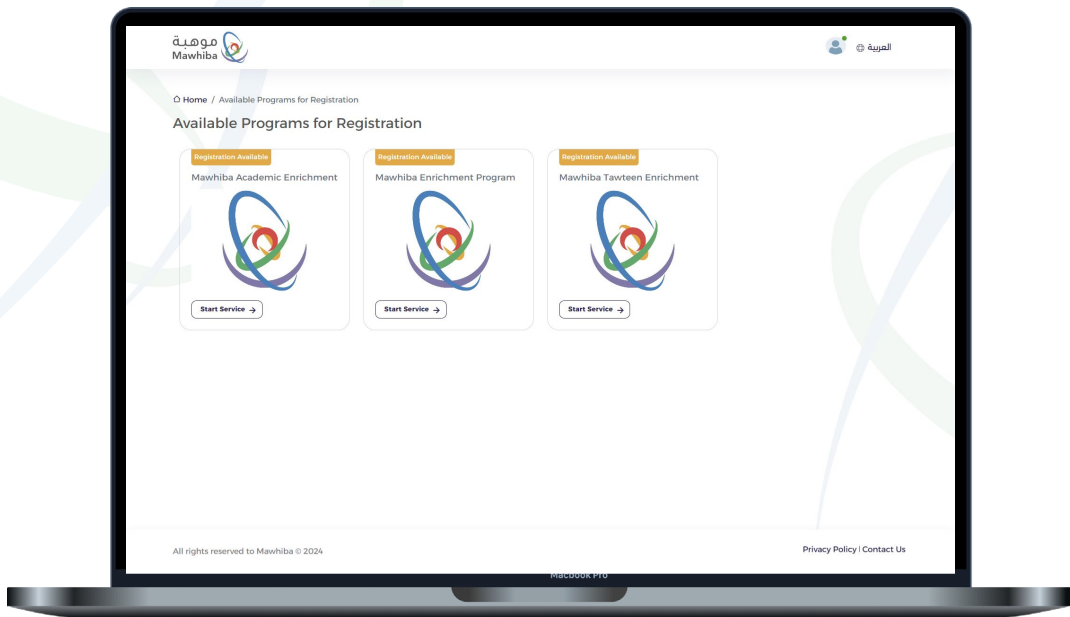 موهبة
Mawhiba
العربية
Home / Available Programs for Registration
Available Programs for Registration
Registration Available
Mawhiba Academic Enrichment
Start Service →
Registration Available
Mawhiba Enrichment Program
Start Service →
Registration Available
Mawhiba Tawteen Enrichment
Start Service →
All rights reserved to Mawhiba © 2024
Privacy Policy | Contact Us
Macbook Pro